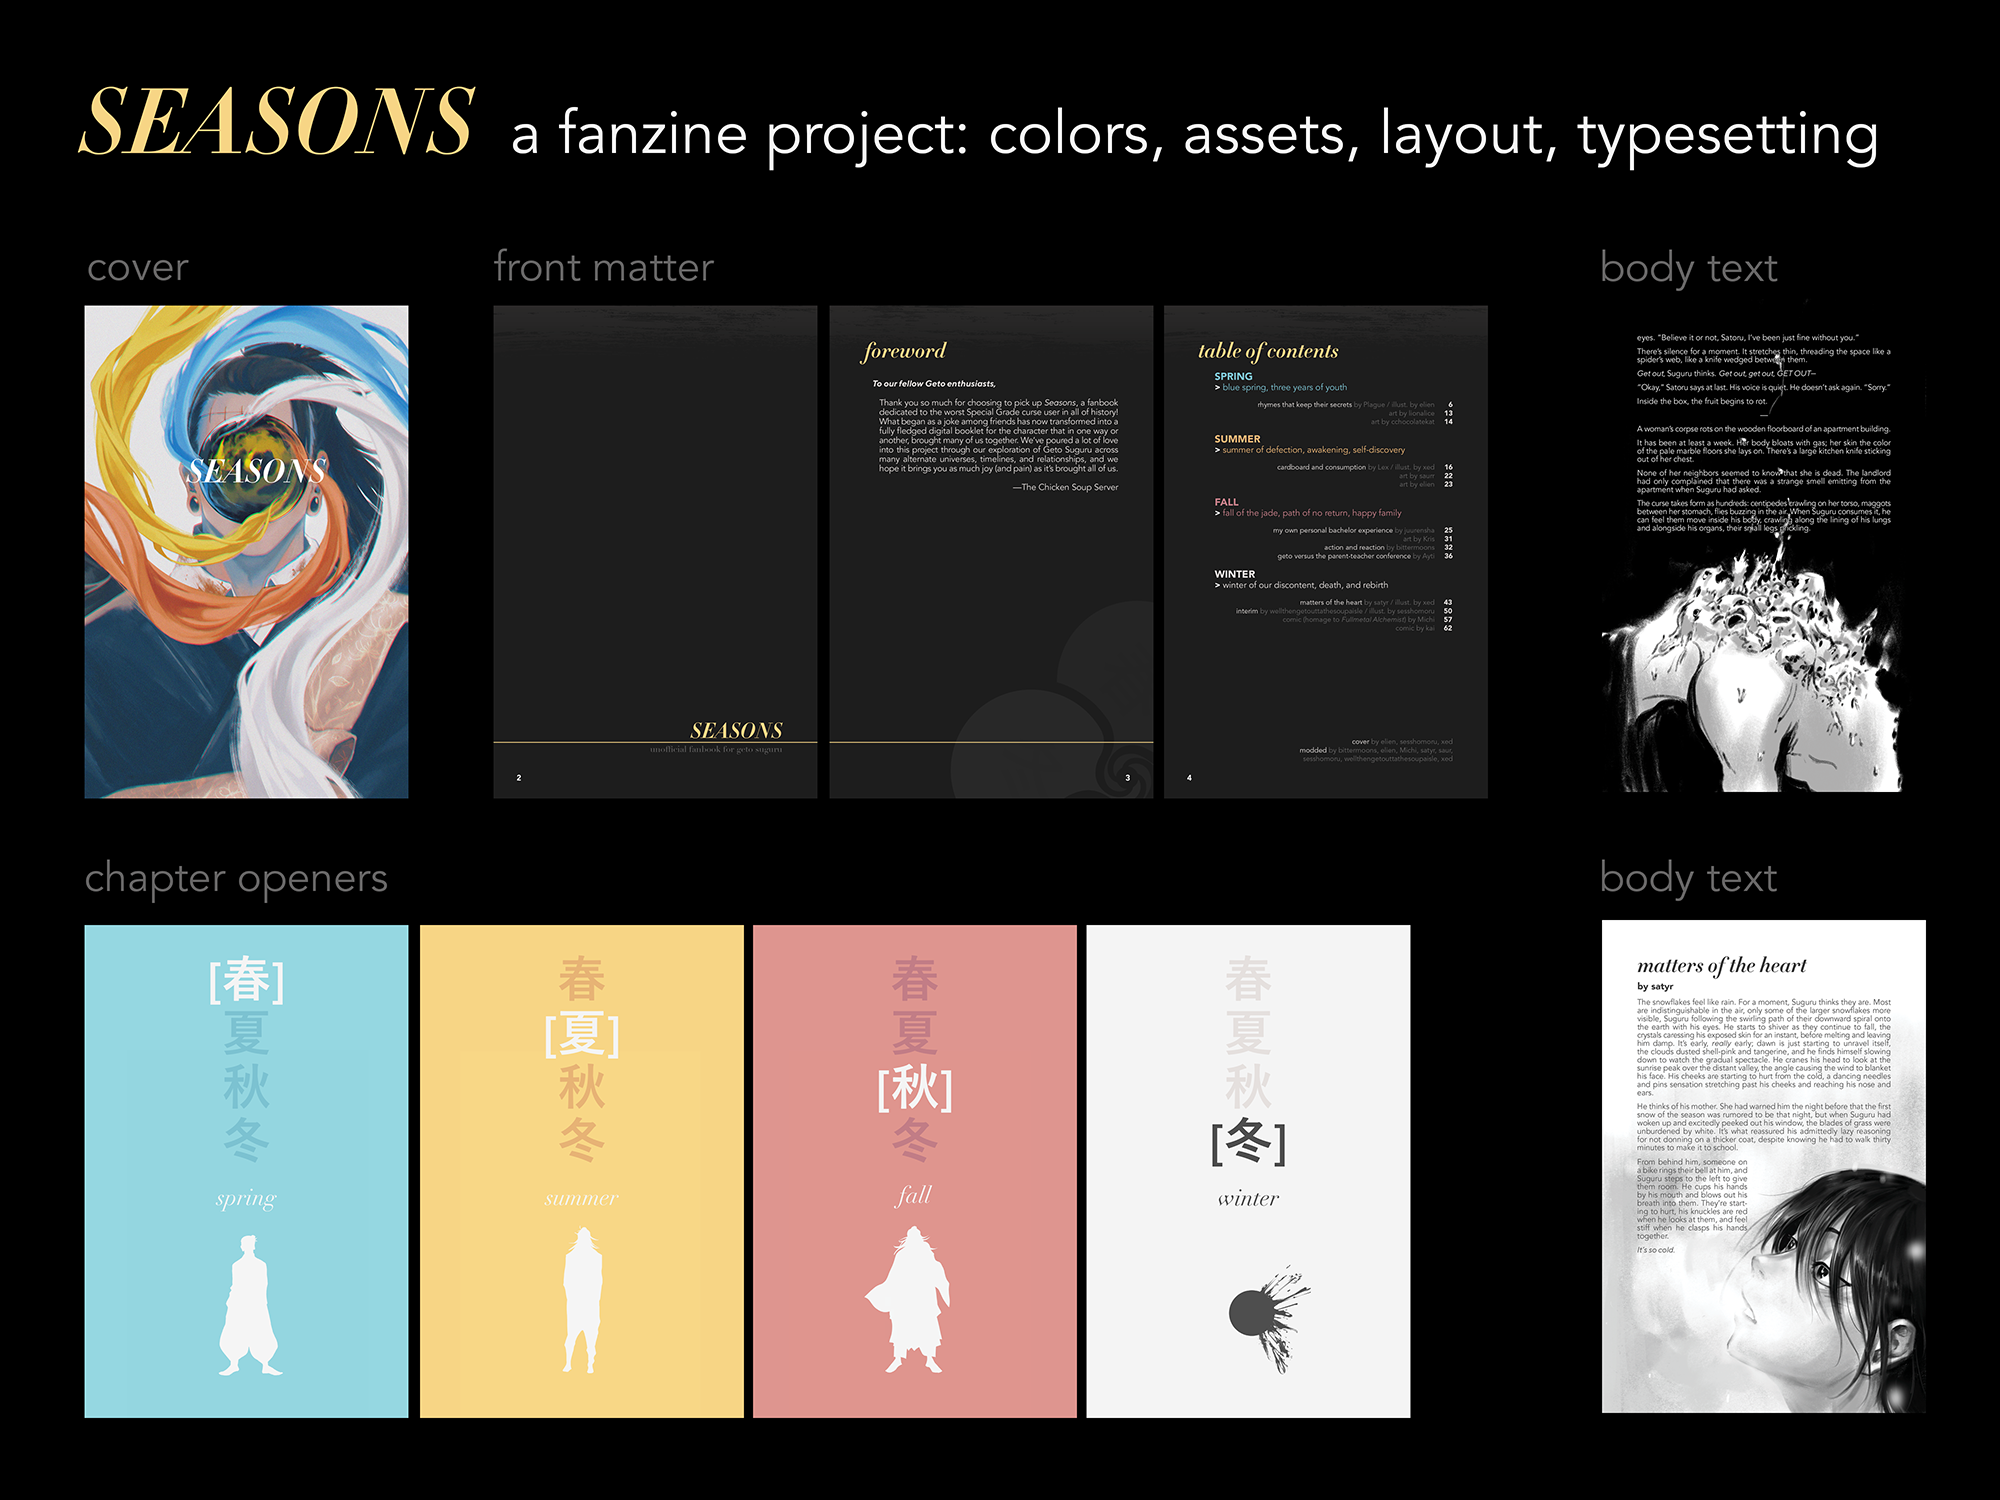 SEASONS a fanzine project: colors, assets, layout, typesetting
cover
front matter
body text
SEASONS
SEASONS
unofficial fanbook for geto suguru
2
foreword
To our fellow Geto enthusiasts,
Thank you so much for choosing to pick up Seasons, a fanbook
dedicated to the worst Special Grade curse user in all of history!
What began as a joke among friends has now transformed into a
fully fledged digital booklet for the character that in one way or
another, brought many of us together. We've poured a lot of love
into this project through our exploration of Geto Suguru across
many alternate universes, timelines, and relationships, and we
hope it brings you as much joy (and pain) as it's brought all of us.
—The Chicken Soup Server
3
table of contents
SPRING
> blue spring, three years of youth
rhymes that keep their secrets by Plague / illust. by elien 6
art by lionalice 13
art by cchocolatekat 14
SUMMER
> summer of defection, awakening, self-discovery
cardboard and consumption by Lex / illust. by xed 16
art by saurr 22
art by elien 23
FALL
> fall of the jade, path of no return, happy family
my own personal bachelor experience by juurensha 25
art by Kris 31
action and reaction by bittermoons 32
geto versus the parent-teacher conference by Ayti 36
WINTER
> winter of our discontent, death, and rebirth
matters of the heart by satyr / illust. by xed 43
interim by wellthengetouttathesoupaisle / illust. by sesshomoru 50
comic (homage to Fullmetal Alchemist) by Michi 57
comic by kai 62
cover by elien, sesshomoru, xed
modded by bittermoons, elien, Michi, satyr, saur,
sesshomoru, wellthengetouttathesoupaisle, xed
4
eyes. "Believe it or not, Satoru, I've been just fine without you."
There's silence for a moment. It stretches thin, threading the space like a
spider's web, like a knife wedged between them.
Get out, Suguru thinks. Get out, get out, GET OUT—
"Okay," Satoru says at last. His voice is quiet. He doesn't ask again. "Sorry."
Inside the box, the fruit begins to rot.
—
A woman's corpse rots on the wooden floorboard of an apartment building.
It has been at least a week. Her body bloats with gas; her skin the color
of the pale marble floors she lays on. There's a large kitchen knife sticking
out of her chest.
None of her neighbors seemed to know that she is dead. The landlord
had only complained that there was a strange smell emitting from the
apartment when Suguru had asked.
The curse takes form as hundreds: centipedes crawling on her torso, maggots
between her stomach, flies buzzing in the air. When Suguru consumes it, he
can feel them move inside his body, crawling along the lining of his lungs
and alongside his organs, their small legs prickling.
chapter openers
body text
[春]
夏
秋
冬
spring
春
[夏]
秋
冬
summer
春
夏
[秋]
冬
fall
春
夏
秋
[冬]
winter
matters of the heart
by satyr
The snowflakes feel like rain. For a moment, Suguru thinks they are. Most
are indistinguishable in the air, only some of the larger snowflakes more
visible, Suguru following the swirling path of their downward spiral onto
the earth with his eyes. He starts to shiver as they continue to fall, the
crystals caressing his exposed skin for an instant, before melting and leaving
him damp. It's early, really early; dawn is just starting to unravel itself,
the clouds dusted shell-pink and tangerine, and he finds himself slowing
down to watch the gradual spectacle. He cranes his head to look at the
sunrise peak over the distant valley, the angle causing the wind to blanket
his face. His cheeks are starting to hurt from the cold, a dancing needles
and pins sensation stretching past his cheeks and reaching his nose and
ears.
He thinks of his mother. She had warned him the night before that the first
snow of the season was rumored to be that night, but when Suguru had
woken up and excitedly peeked out his window, the blades of grass were
unburdened by white. It's what reassured his admittedly lazy reasoning
for not donning on a thicker coat, despite knowing he had to walk thirty
minutes to make it to school.
From behind him, someone on
a bike rings their bell at him, and
Suguru steps to the left to give
them room. He cups his hands
by his mouth and blows out his
breath into them. They're start-
ing to hurt, his knuckles are red
when he looks at them, and feel
stiff when he clasps his hands
together.
It's so cold.